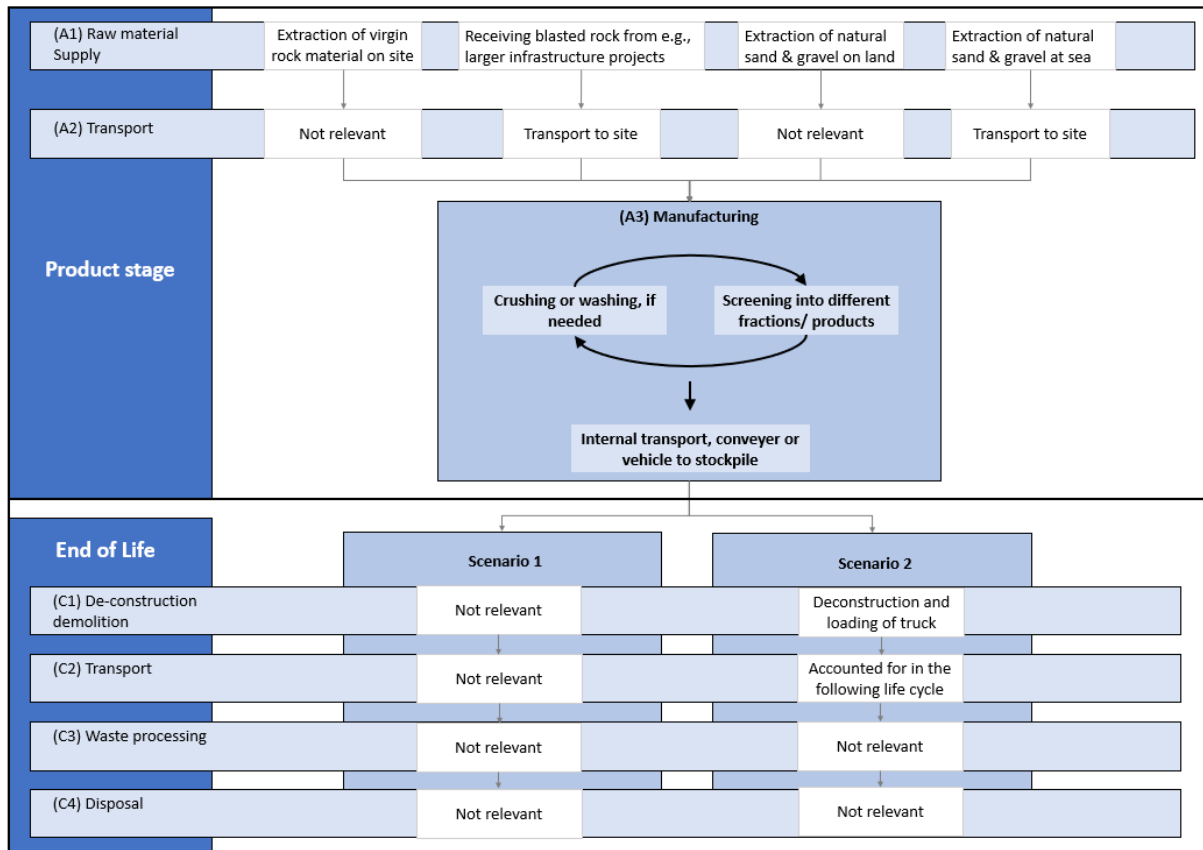 (A1) Raw material
Supply
Extraction of virgin
rock material on site
Receiving blasted rock from e.g.,
larger infrastructure projects
Extraction of natural
sand & gravel on land
Extraction of natural
sand & gravel at sea
(A2) Transport
Not relevant
Transport to site
Not relevant
Transport to site
Product stage
(A3) Manufacturing
Crushing or washing, if
needed
Screening into different
fractions/ products
Internal transport, conveyer or
vehicle to stockpile
End of Life
Scenario 1
Scenario 2
(C1) De-construction
demolition
Not relevant
Deconstruction and
loading of truck
(C2) Transport
Not relevant
Accounted for in the
following life cycle
(C3) Waste processing
Not relevant
Not relevant
(C4) Disposal
Not relevant
Not relevant